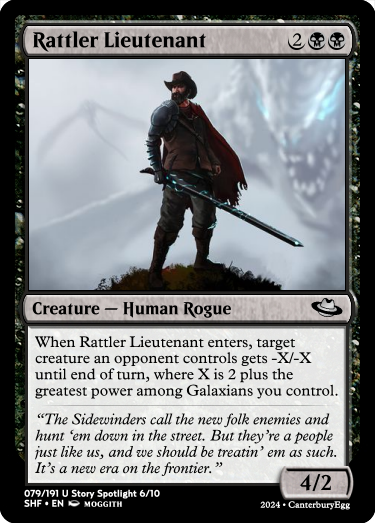 Rattler Lieutenant 2
Creature — Human Rogue
When Rattler Lieutenant enters, target
creature an opponent controls gets -X/-X
until end of turn, where X is 2 plus the
greatest power among Galaxians you control.
“The Sidewinders call the new folk enemies and
hunt ‘em down in the street. But they’re a people
just like us, and we should be treatin’ em as such.
It’s a new era on the frontier.”
4/2
079/191 U Story Spotlight 6/10
SHF • EN MOGGITH
2024 • CanterburyEgg